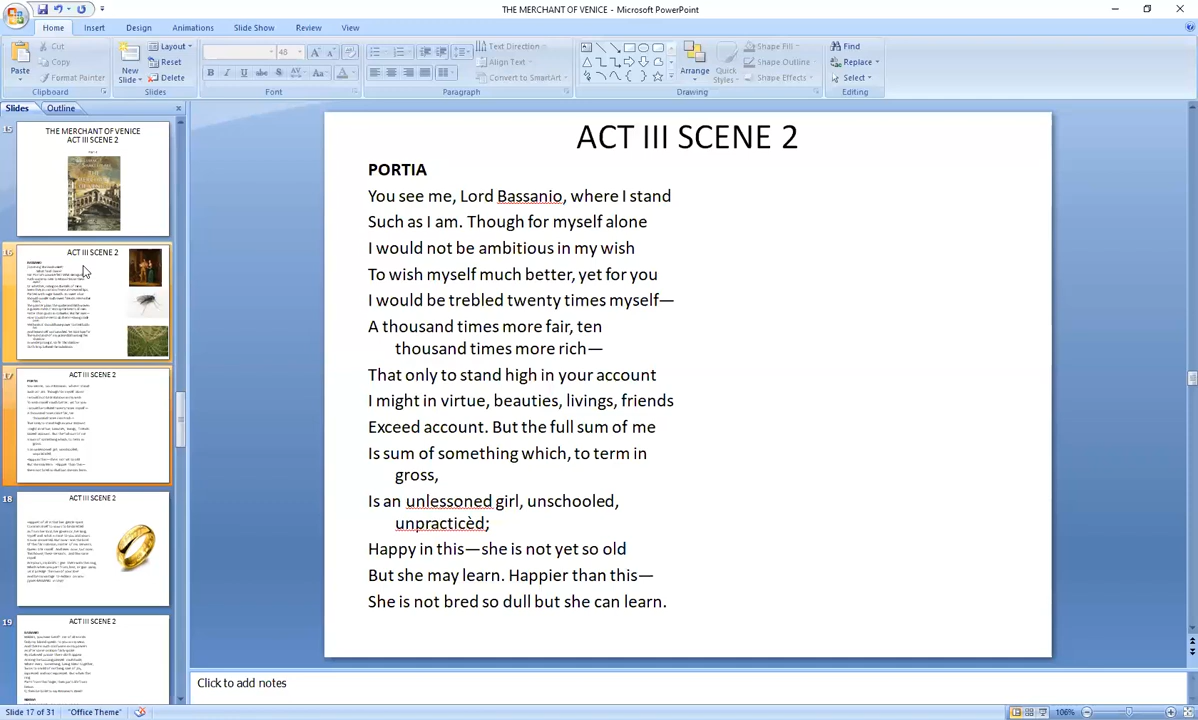 THE MERCHANT OF VENICE - Microsoft PowerPoint
Home Insert Design Animations Slide Show Review View
Paste
Cut
Copy
Format Painter
Clipboard
New
Slide
Layout
Reset
Delete
Slides
48
Font
Paragraph
Text Direction
Align Text
Convert to SmartArt
Arrange
Quick
Styles
Shape Fill
Shape Outline
Shape Effects
Drawing
Find
Replace
Select
Editing
Slides Outline
15
THE MERCHANT OF VENICE
ACT III SCENE 2
16
ACT III SCENE 2
17
ACT III SCENE 2
PORTIA
18
ACT III SCENE 2
19
ACT III SCENE 2
ACT III SCENE 2
PORTIA
You see me, Lord Bassanio, where I stand
Such as I am. Though for myself alone
I would not be ambitious in my wish
To wish myself much better, yet for you
I would be trebled twenty times myself—
A thousand times more fair, ten
thousand times more rich—
That only to stand high in your account
I might in virtue, beauties, livings, friends
Exceed account. But the full sum of me
Is sum of something which, to term in
gross,
Is an unlessoned girl, unschooled,
unpracticèd;
Happy in this—she is not yet so old
But she may learn. Happier than this—
She is not bred so dull but she can learn.
Click to add notes
Slide 17 of 31 "Office Theme" 106%